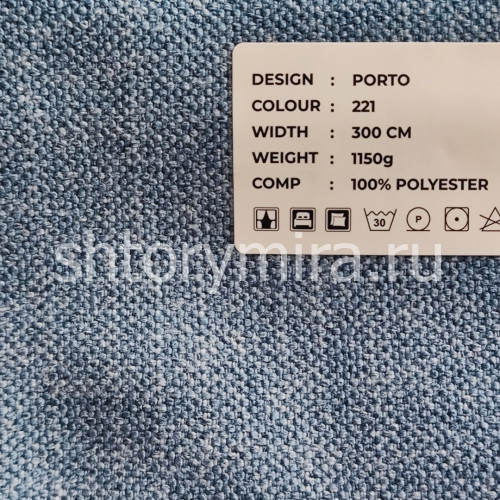 DESIGN : PORTO
COLOUR : 221
WIDTH : 300 CM
WEIGHT : 1150g
COMP : 100% POLYESTER
30 P
shtorymira.ru